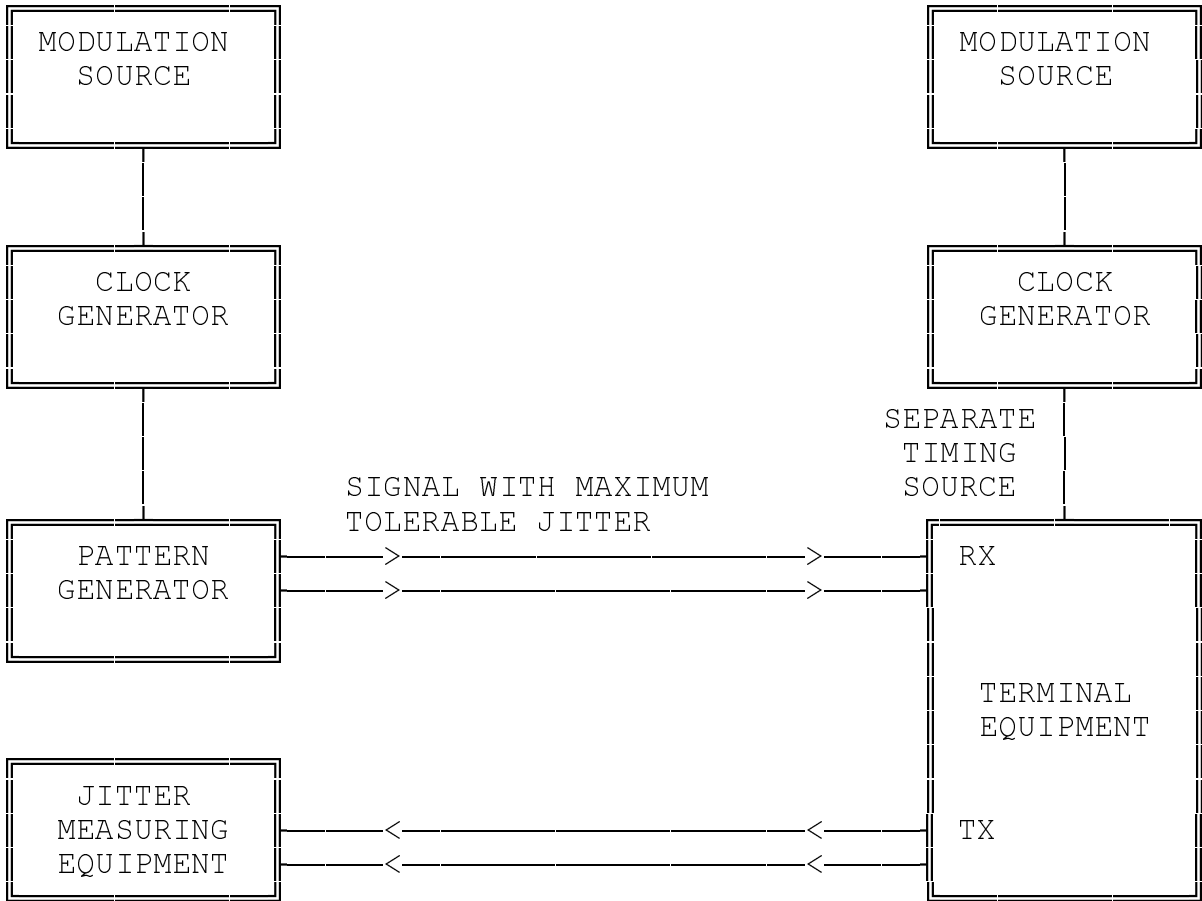 MODULATION
SOURCE
MODULATION
SOURCE
CLOCK
GENERATOR
CLOCK
GENERATOR
SEPARATE
TIMING
SOURCE
SIGNAL WITH MAXIMUM
TOLERABLE JITTER
PATTERN
GENERATOR
RX
TERMINAL
EQUIPMENT
JITTER
MEASURING
EQUIPMENT
TX